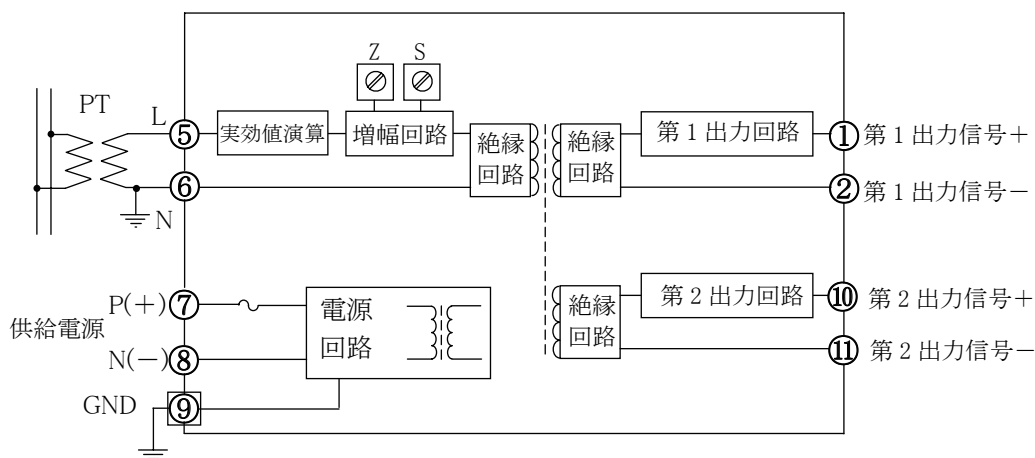 Z S
PT
L
⑤ 実効値演算 増幅回路 絶縁回路 絶縁回路 第1出力回路 ① 第1出力信号+
⑥
N
② 第1出力信号−
P(+) ⑦ 電源回路 絶縁回路 第2出力回路 ⑩ 第2出力信号+
供給電源
N(−) ⑧
⑪ 第2出力信号−
GND ⑨